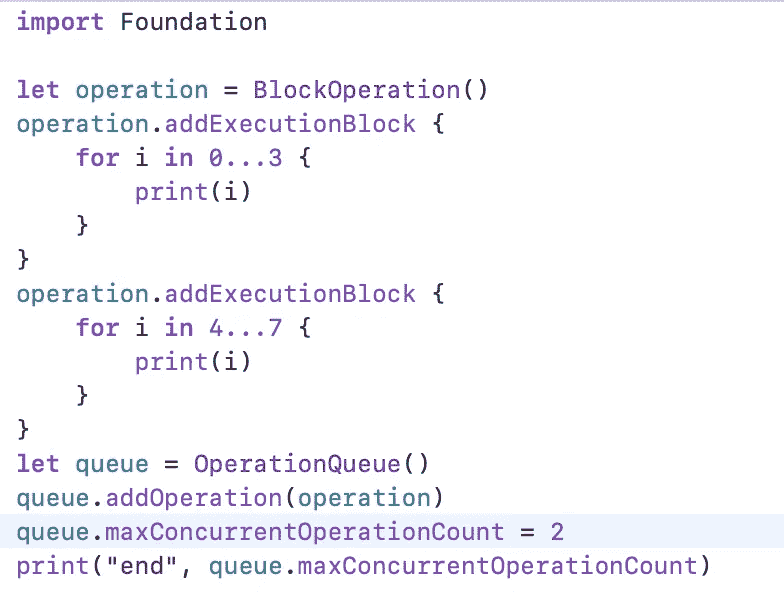 import Foundation

let operation = BlockOperation()
operation.addExecutionBlock {
    for i in 0...3 {
        print(i)
    }
}
operation.addExecutionBlock {
    for i in 4...7 {
        print(i)
    }
}
let queue = OperationQueue()
queue.addOperation(operation)
queue.maxConcurrentOperationCount = 2
print("end", queue.maxConcurrentOperationCount)